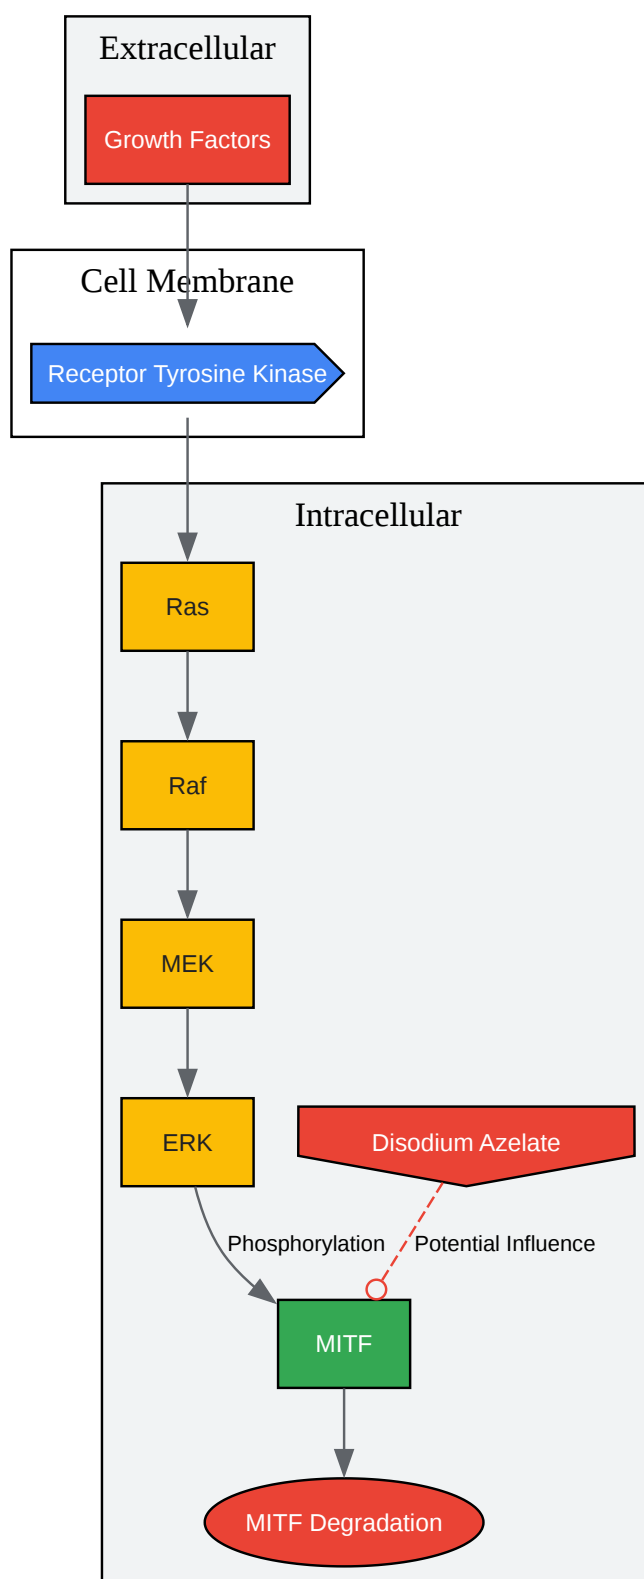 Extracellular
Growth Factors
Cell Membrane
Receptor Tyrosine Kinase
Intracellular
Ras
Raf
MEK
ERK
Disodium Azelate
Phosphorylation
Potential Influence
MITF
MITF Degradation